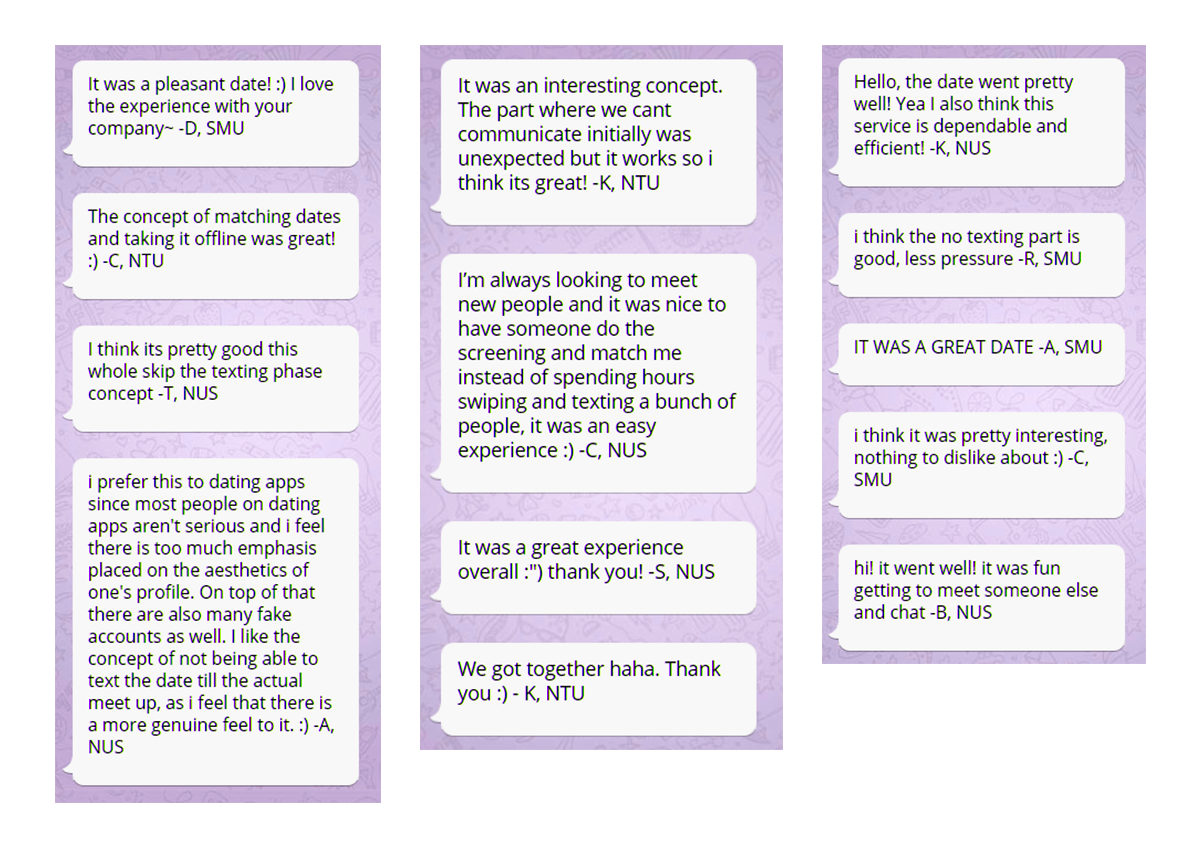 It was a pleasant date! :) I love
the experience with your
company~ -D, SMU
The concept of matching dates
and taking it offline was great!
:) -C, NTU
I think its pretty good this
whole skip the texting phase
concept -T, NUS
i prefer this to dating apps
since most people on dating
apps aren't serious and i feel
there is too much emphasis
placed on the aesthetics of
one's profile. On top of that
there are also many fake
accounts as well. I like the
concept of not being able to
text the date till the actual
meet up, as i feel that there is
a more genuine feel to it. :) -A,
NUS
It was an interesting concept.
The part where we cant
communicate initially was
unexpected but it works so i
think its great! -K, NTU
I’m always looking to meet
new people and it was nice to
have someone do the
screening and match me
instead of spending hours
swiping and texting a bunch of
people, it was an easy
experience :) -C, NUS
It was a great experience
overall :") thank you! -S, NUS
We got together haha. Thank
you :) - K, NTU
Hello, the date went pretty
well! Yea I also think this
service is dependable and
efficient! -K, NUS
i think the no texting part is
good, less pressure -R, SMU
IT WAS A GREAT DATE -A, SMU
i think it was pretty interesting,
nothing to dislike about :) -C,
SMU
hi! it went well! it was fun
getting to meet someone else
and chat -B, NUS